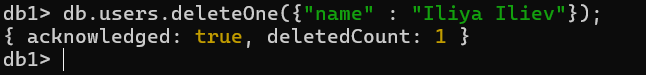 db1> db.users.deleteOne({"name" : "Iliya Iliev"});
{ acknowledged: true, deletedCount: 1 }
db1>